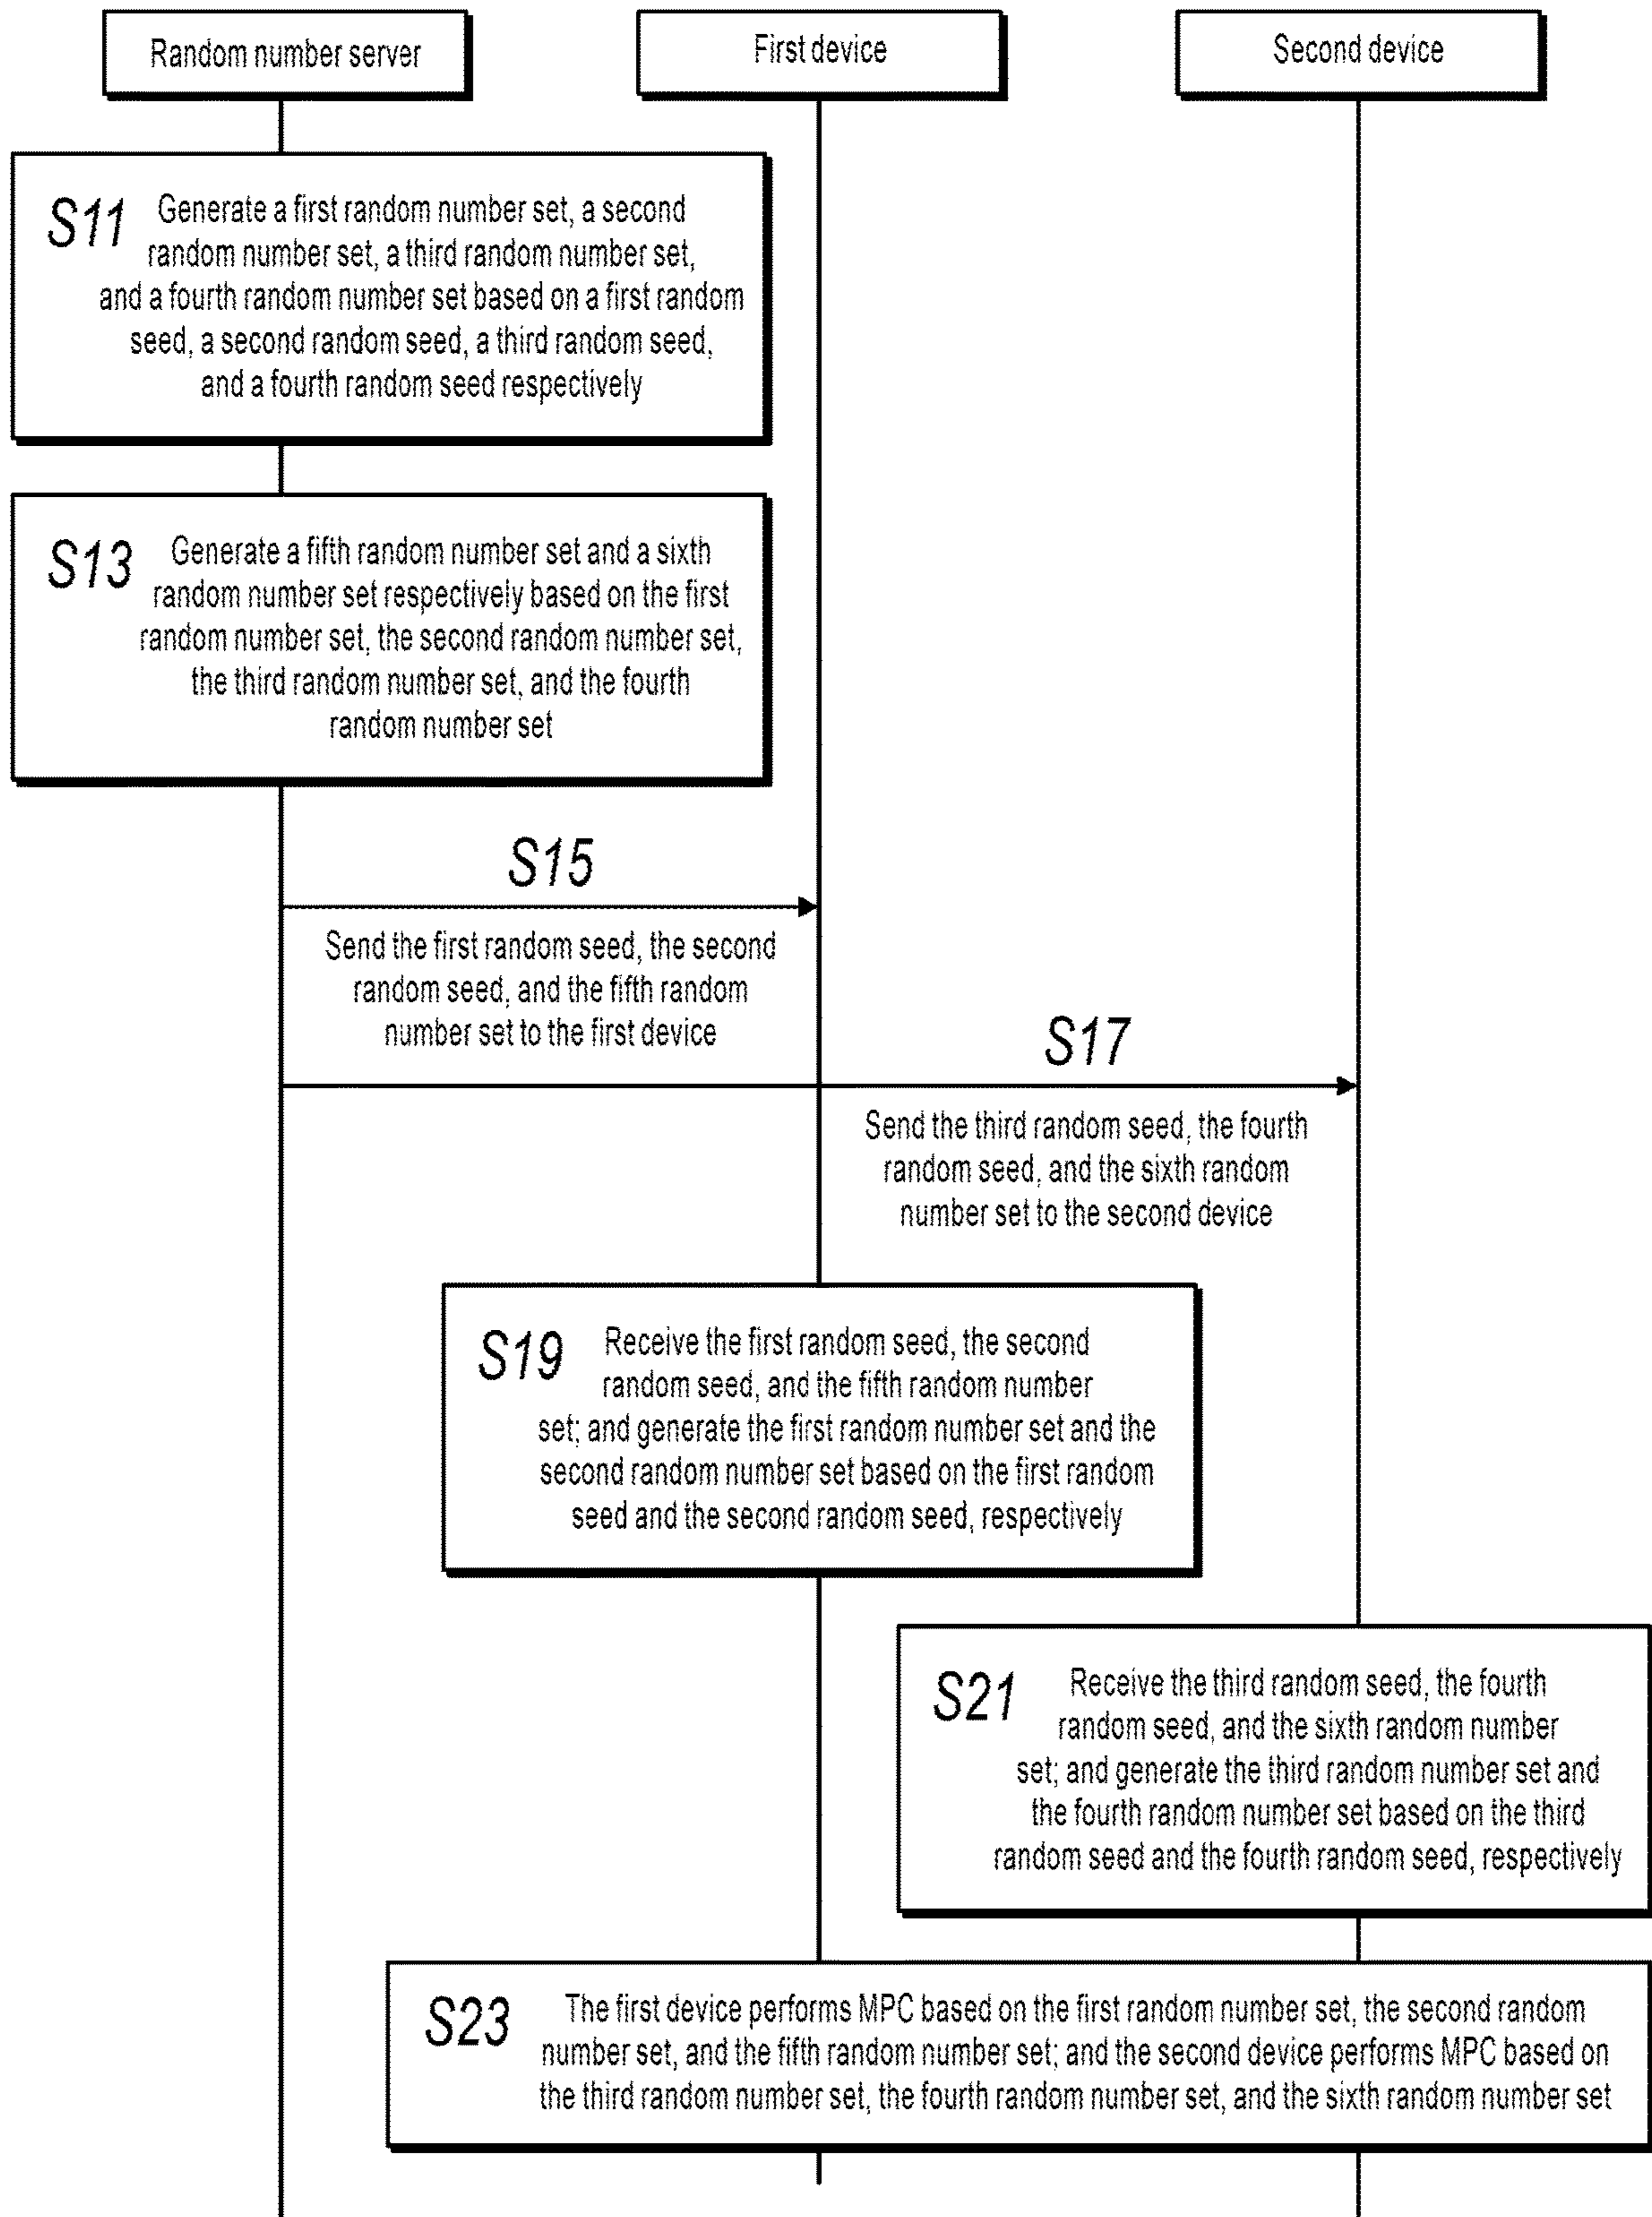 Random number server
First device
Second device
S11
Generate a first random number set, a second
random number set, a third random number set,
and a fourth random number set based on a first random
seed, a second random seed, a third random seed,
and a fourth random seed respectively
S13
Generate a fifth random number set and a sixth
random number set respectively based on the first
random number set, the second random number set,
the third random number set, and the fourth
random number set
S15
Send the first random seed, the second
random seed, and the fifth random
number set to the first device
S17
Send the third random seed, the fourth
random seed, and the sixth random
number set to the second device
S19
Receive the first random seed, the second
random seed, and the fifth random number
set; and generate the first random number set and the
second random number set based on the first random
seed and the second random seed, respectively
S21
Receive the third random seed, the fourth
random seed, and the sixth random number
set; and generate the third random number set and
the fourth random number set based on the third
random seed and the fourth random seed, respectively
S23
The first device performs MPC based on the first random number set, the second random
number set, and the fifth random number set; and the second device performs MPC based on
the third random number set, the fourth random number set, and the sixth random number set